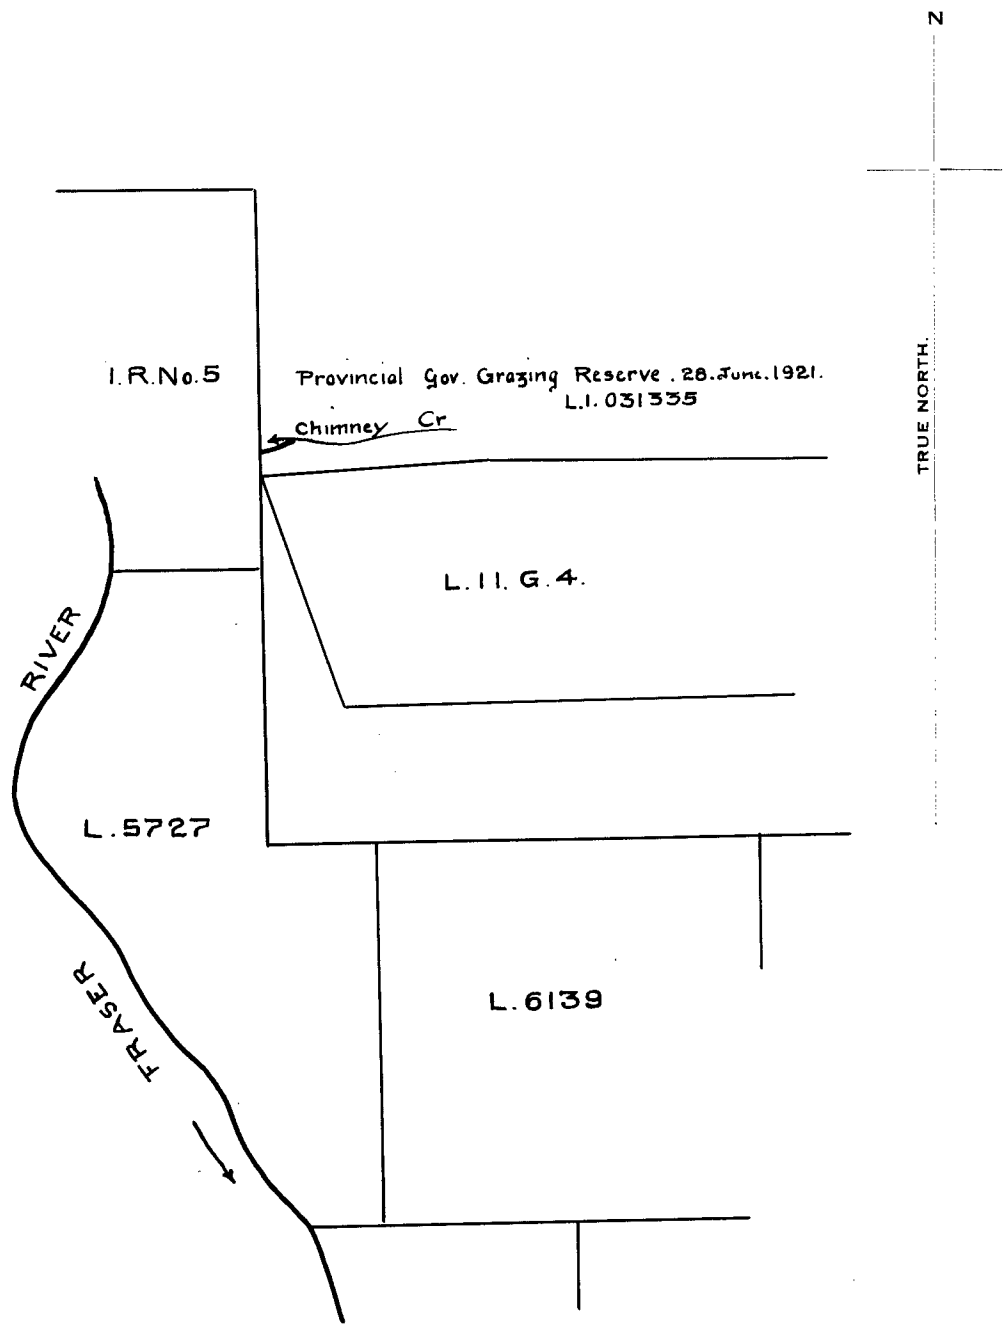 N
TRUE NORTH.
I.R.No.5
Provincial Gov. Grazing Reserve. 28. June. 1921.
L.I. 031335
Chimney Cr
L.11. G.4.
RIVER
L.5727
FRASER
L.6139